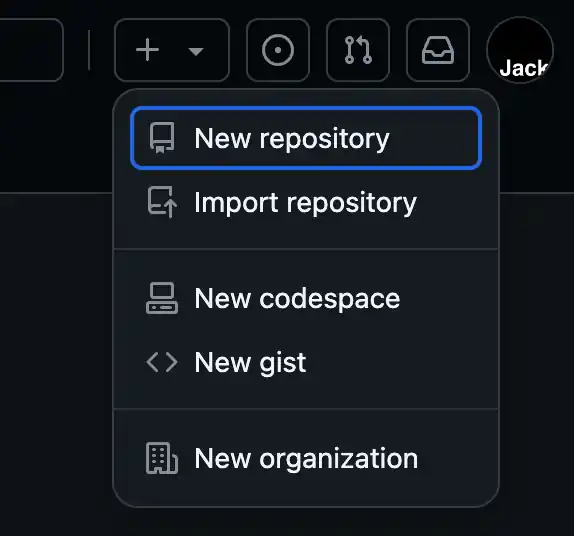 Jack
New repository
Import repository
New codespace
New gist
New organization